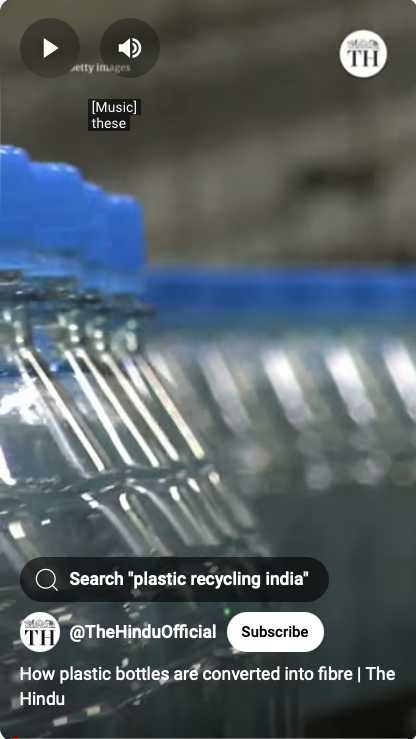 etty images
TH
[Music]
these
Search "plastic recycling india"
TH
@TheHinduOfficial
Subscribe
How plastic bottles are converted into fibre | The
Hindu